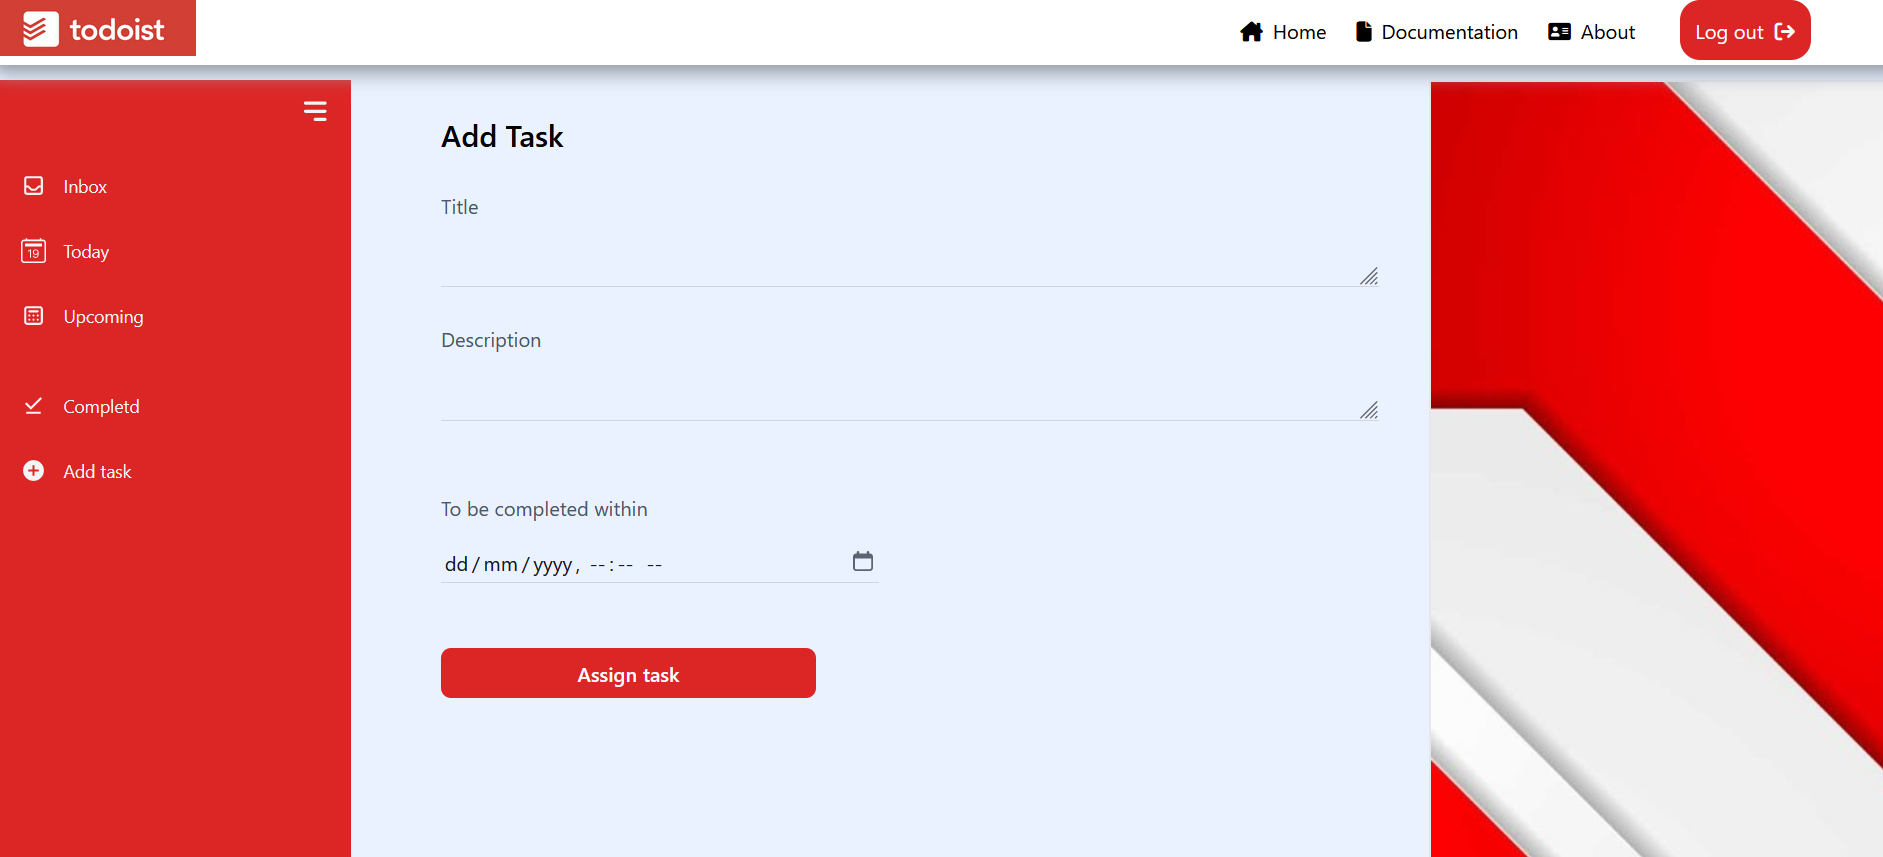 todoist
Home Documentation About Log out
Inbox
Today
19
Upcoming
Completd
Add task
Add Task
Title
Description
To be completed within
dd/mm/yyyy, --:-- --
Assign task